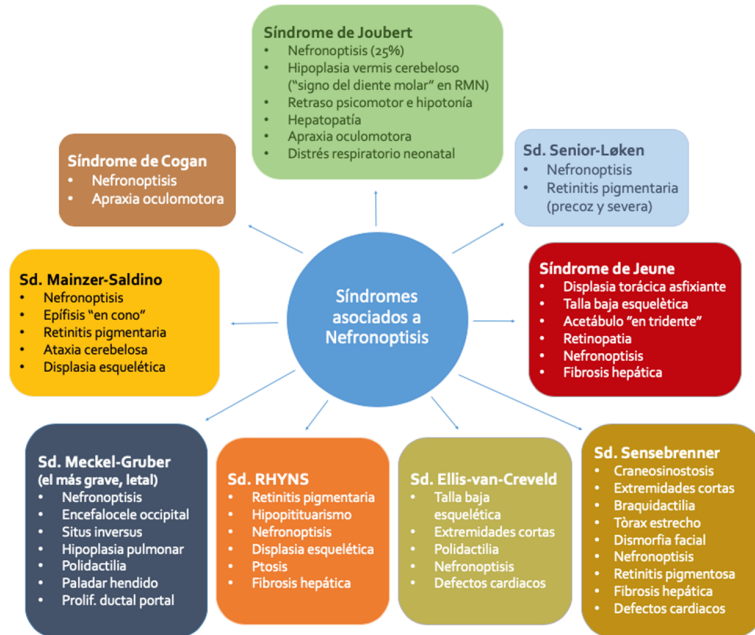 Síndrome de Joubert
• Nefronoptisis (25%)
• Hipoplasia vermis cerebeloso
("signo del diente molar" en RMN)
• Retraso psicomotor e hipotonía
• Hepatopatía
• Apraxia oculomotora
• Distrés respiratorio neonatal
Síndrome de Cogan
• Nefronoptisis
• Apraxia oculomotora
Sd. Senior-Løken
• Nefronoptisis
• Retinitis pigmentaria
(precoz y severa)
Síndromes
asociados a
Nefronoptisis
Sd. Mainzer-Saldino
• Nefronoptisis
• Epífisis "en cono"
• Retinitis pigmentaria
• Ataxia cerebelosa
• Displasia esquelética
Síndrome de Jeune
• Displasia torácica asfixiante
• Talla baja esquelètica
• Acetábulo "en tridente"
• Retinopatia
• Nefronoptisis
• Fibrosis hepática
Sd. Meckel-Gruber
(el más grave, letal)
• Nefronoptisis
• Encefalocele occipital
• Situs inversus
• Hipoplasia pulmonar
• Polidactilia
• Paladar hendido
• Prolif. ductal portal
Sd. RHYNS
• Retinitis pigmentaria
• Hipopitituarismo
• Nefronoptisis
• Displasia esquelética
• Ptosis
• Fibrosis hepática
Sd. Ellis-van-Creveld
• Talla baja
esquelética
• Extremidades cortas
• Polidactilia
• Nefronoptisis
• Defectos cardiacos
Sd. Sensebrenner
• Craneosinostosis
• Extremidades cortas
• Braquidactilia
• Tòrax estrecho
• Dismorfia facial
• Nefronoptisis
• Retinitis pigmentosa
• Fibrosis hepática
• Defectos cardiacos